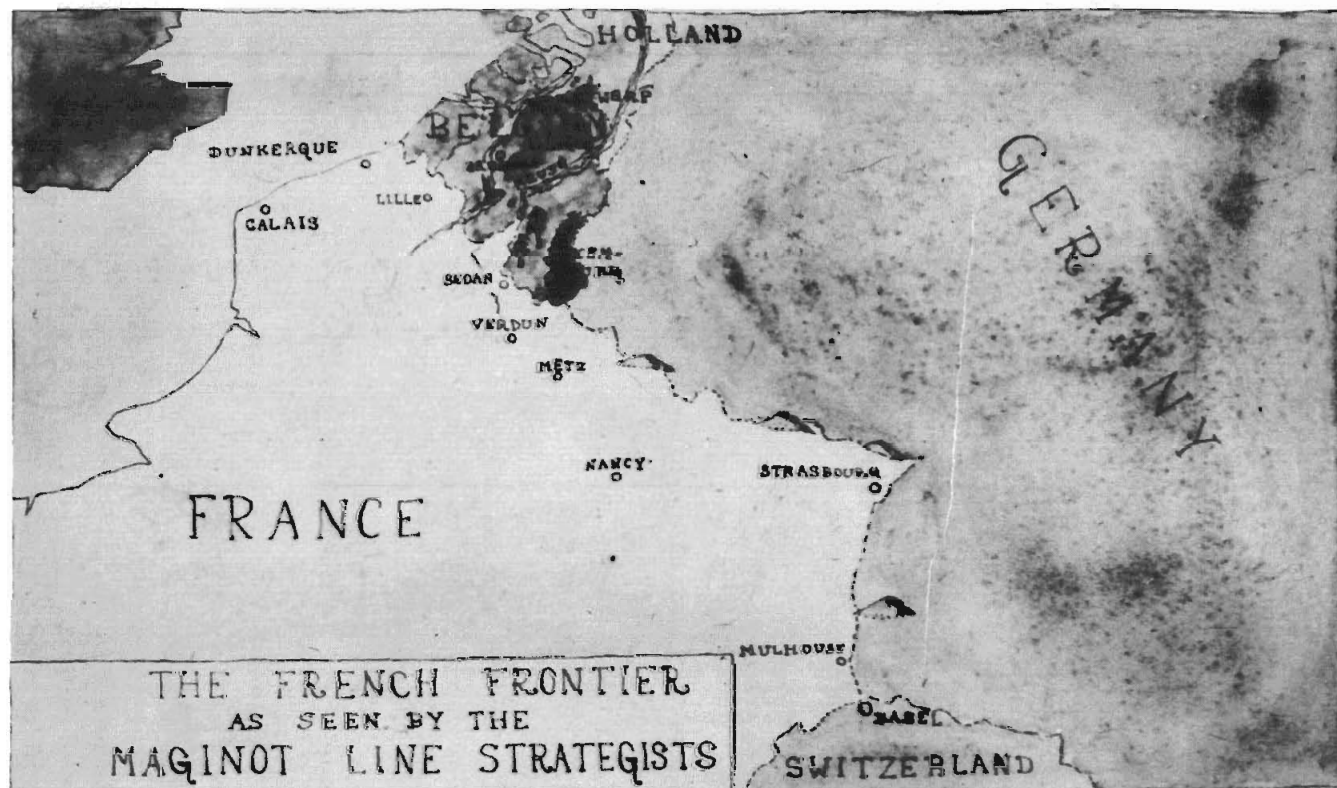 HOLLAND
DUNKERQUE
LILLE
CALAIS
SEDAN
VERDUN
METZ
GERMANY
NANCY
STRASBOURG
FRANCE
MULHOUSE
BASEL
SWITZERLAND
THE FRENCH FRONTIER
AS SEEN BY THE
MAGINOT LINE STRATEGISTS